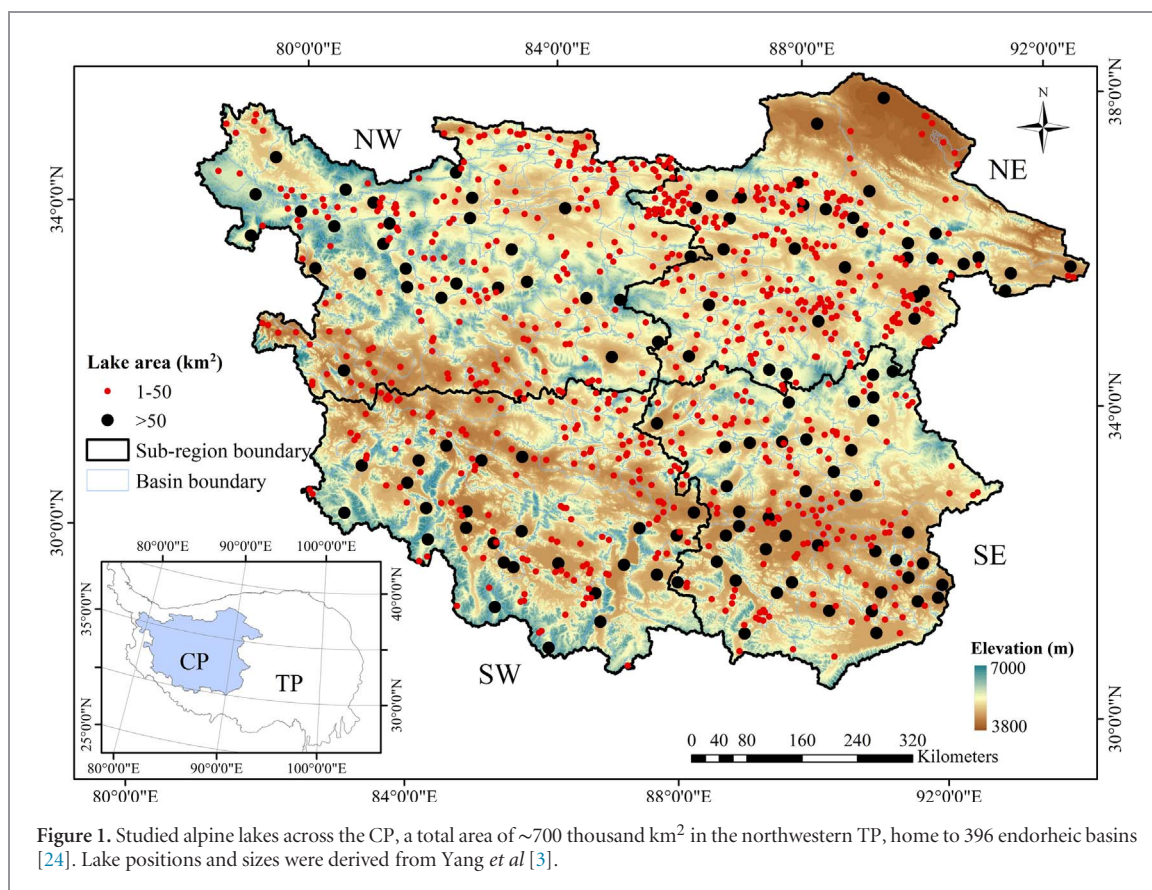 80°0'0"E 84°0'0"E 88°0'0"E 92°0'0"E
38°0'0"N
N
NW
NE
34°0'0"N
Lake area (km²)
1-50
>50
Sub-region boundary
Basin boundary
34°0'0"N
30°0'0"N
SE
80°0'0"E 90°0'0"E 100°0'0"E
35°0'0"N
40°0'0"N
CP
TP
SW
25°0'0"N
30°0'0"N
80°0'0"E 90°0'0"E 100°0'0"E
Elevation (m)
7000
3800
30°0'0"N
0 40 80 160 240 320
Kilometers
80°0'0"E 84°0'0"E 88°0'0"E 92°0'0"E
Figure 1. Studied alpine lakes across the CP, a total area of ~700 thousand km² in the northwestern TP, home to 396 endorheic basins
[24]. Lake positions and sizes were derived from Yang et al [3].